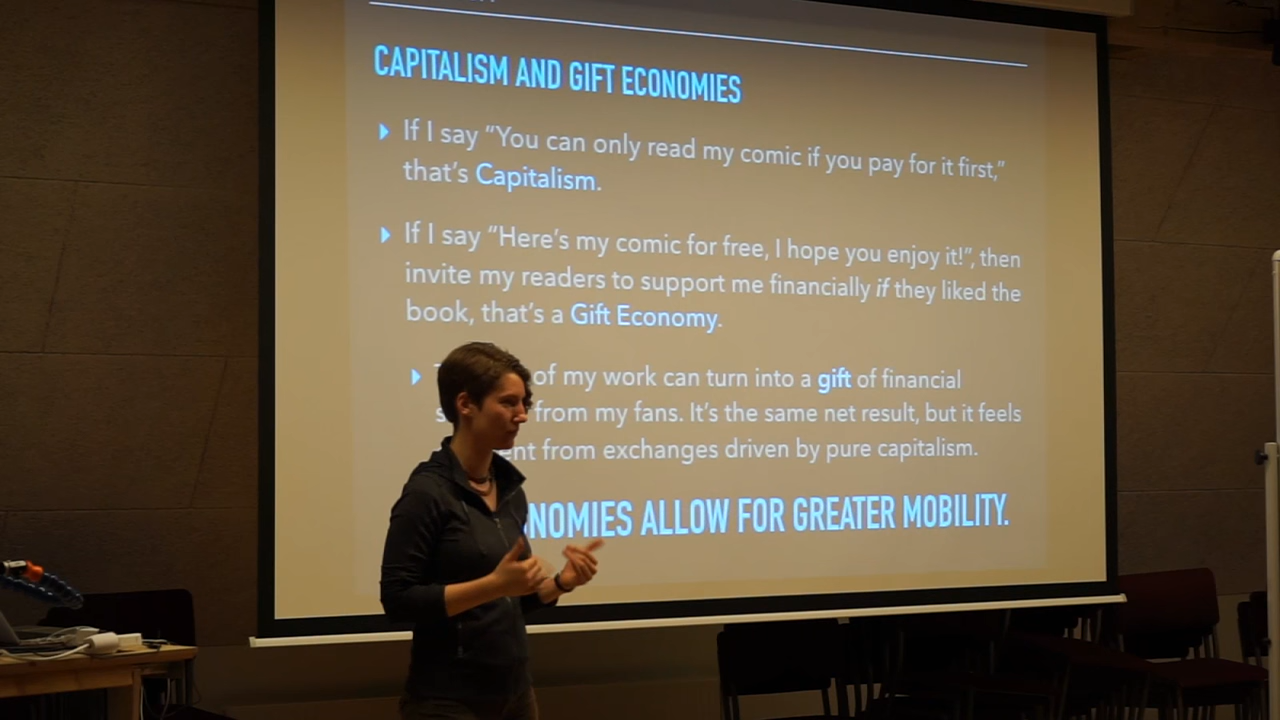 CAPITALISM AND GIFT ECONOMIES
If I say “You can only read my comic if you pay for it first,”
that’s Capitalism.
If I say “Here’s my comic for free, I hope you enjoy it!”, then
invite my readers to support me financially if they liked the
book, that’s a Gift Economy.
of my work can turn into a gift of financial
from my fans. It’s the same net result, but it feels
from exchanges driven by pure capitalism.
ALLOW FOR GREATER MOBILITY.